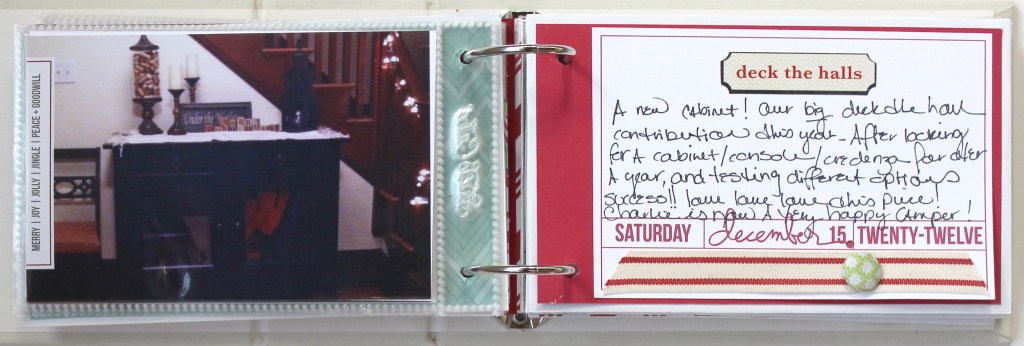 MERRY | JOY | JOLLY | JINGLE | PEACE + GOODWILL
Under the
deck the halls
A new cabinet! Our big deck the hall
contribution this year - After looking
for A cabinet/console/credenza for over
A year, and testing different options
success!! love love love this piece!
Charlie is now A very happy camper!
SATURDAY december 15. TWENTY-TWELVE